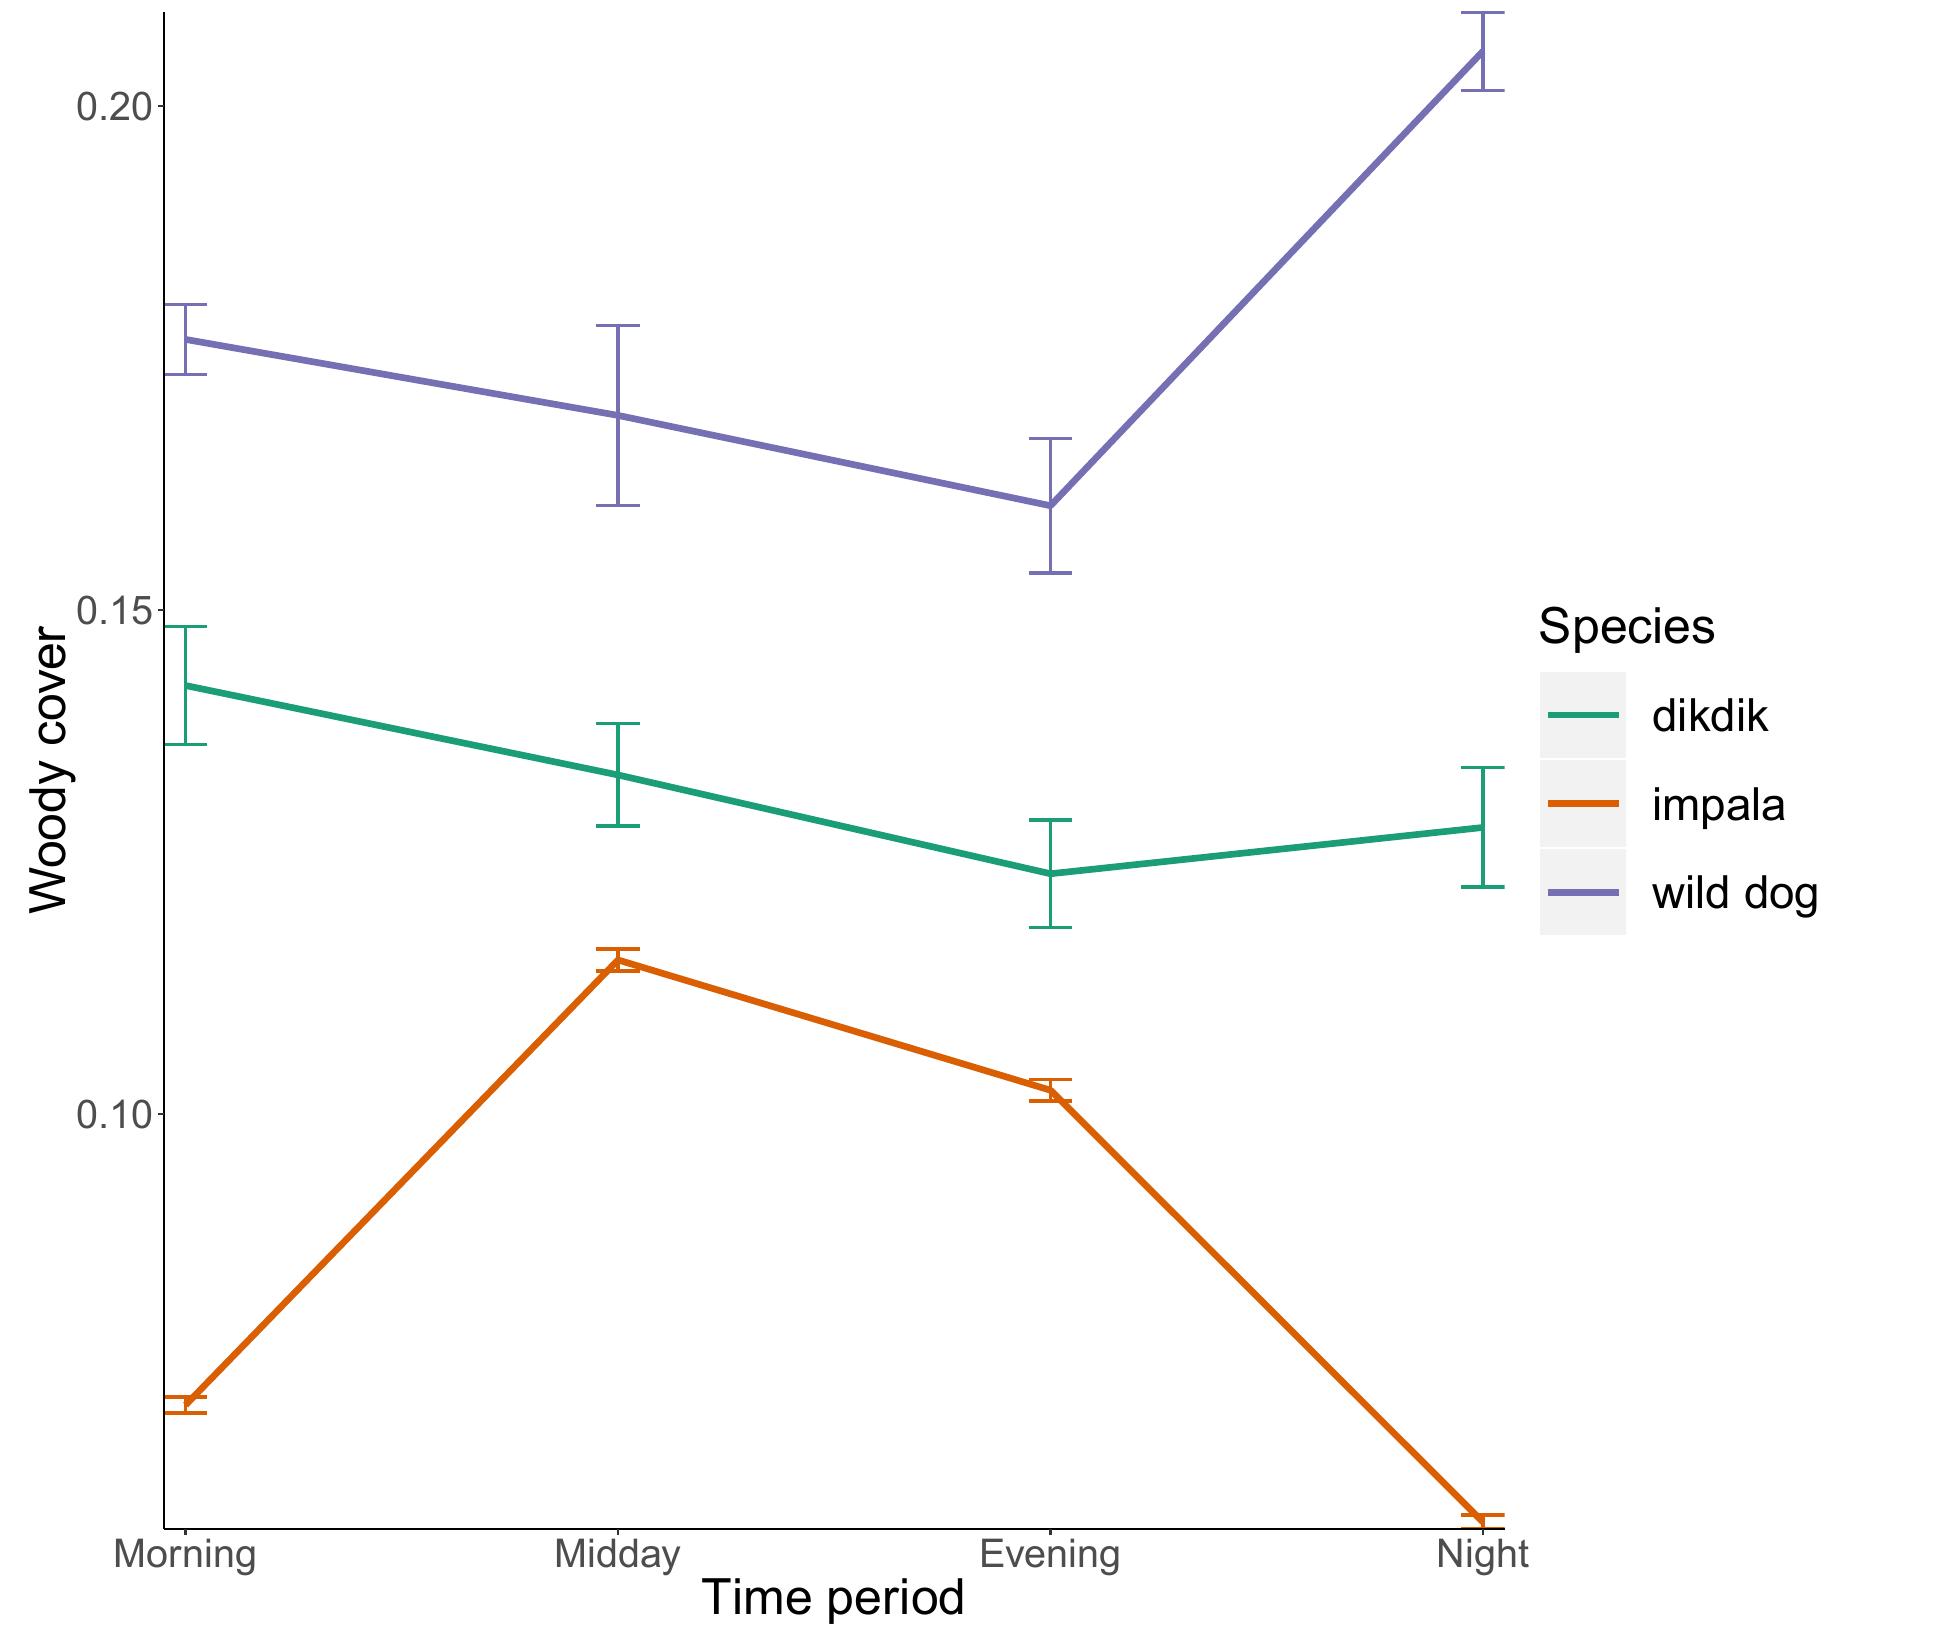 0.20
0.15
0.10
Woody cover
Morning
Midday
Evening
Night
Time period
Species
dikdik
impala
wild dog